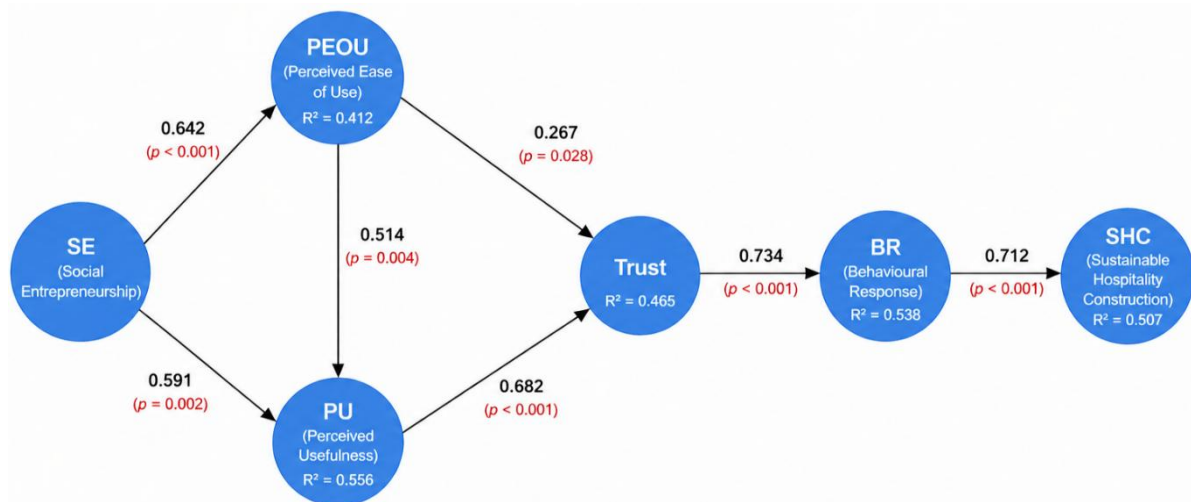 PEOU
(Perceived Ease
of Use)
R² = 0.412
0.642
(p < 0.001)
0.267
(p = 0.028)
SE
(Social
Entrepreneurship)
0.514
(p = 0.004)
Trust
R² = 0.465
0.734
(p < 0.001)
BR
(Behavioural
Response)
R² = 0.538
0.712
(p < 0.001)
SHC
(Sustainable
Hospitality
Construction)
R² = 0.507
0.591
(p = 0.002)
0.682
(p < 0.001)
PU
(Perceived
Usefulness)
R² = 0.556